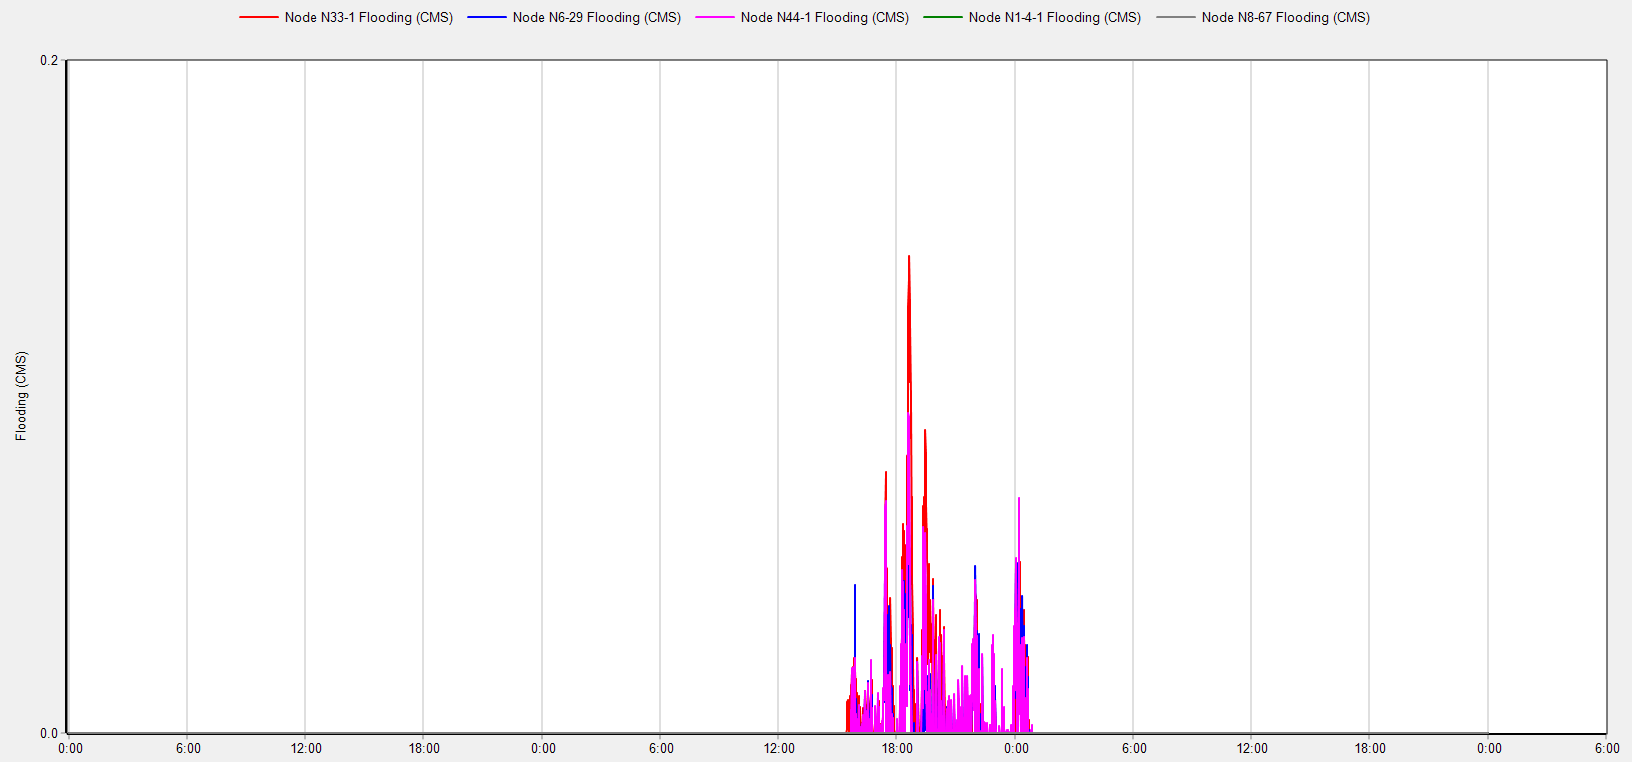 Node N33-1 Flooding (CMS) Node N6-29 Flooding (CMS) Node N44-1 Flooding (CMS) Node N1-4-1 Flooding (CMS) Node N8-67 Flooding (CMS)
0.2
Flooding (CMS)
0.0
0:00 6:00 12:00 18:00 0:00 6:00 12:00 18:00 0:00 6:00 12:00 18:00 0:00 6:00